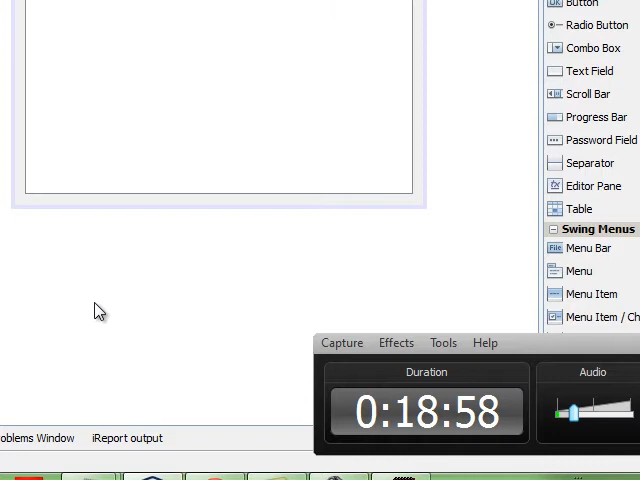 Button
Radio Button
Combo Box
Text Field
Scroll Bar
Progress Bar
Password Field
Separator
Editor Pane
Table
Swing Menus
File Menu Bar
Menu
Menu Item
Menu Item / Ch
Capture Effects Tools Help
Duration Audio
0:18:58
oblems Window iReport output